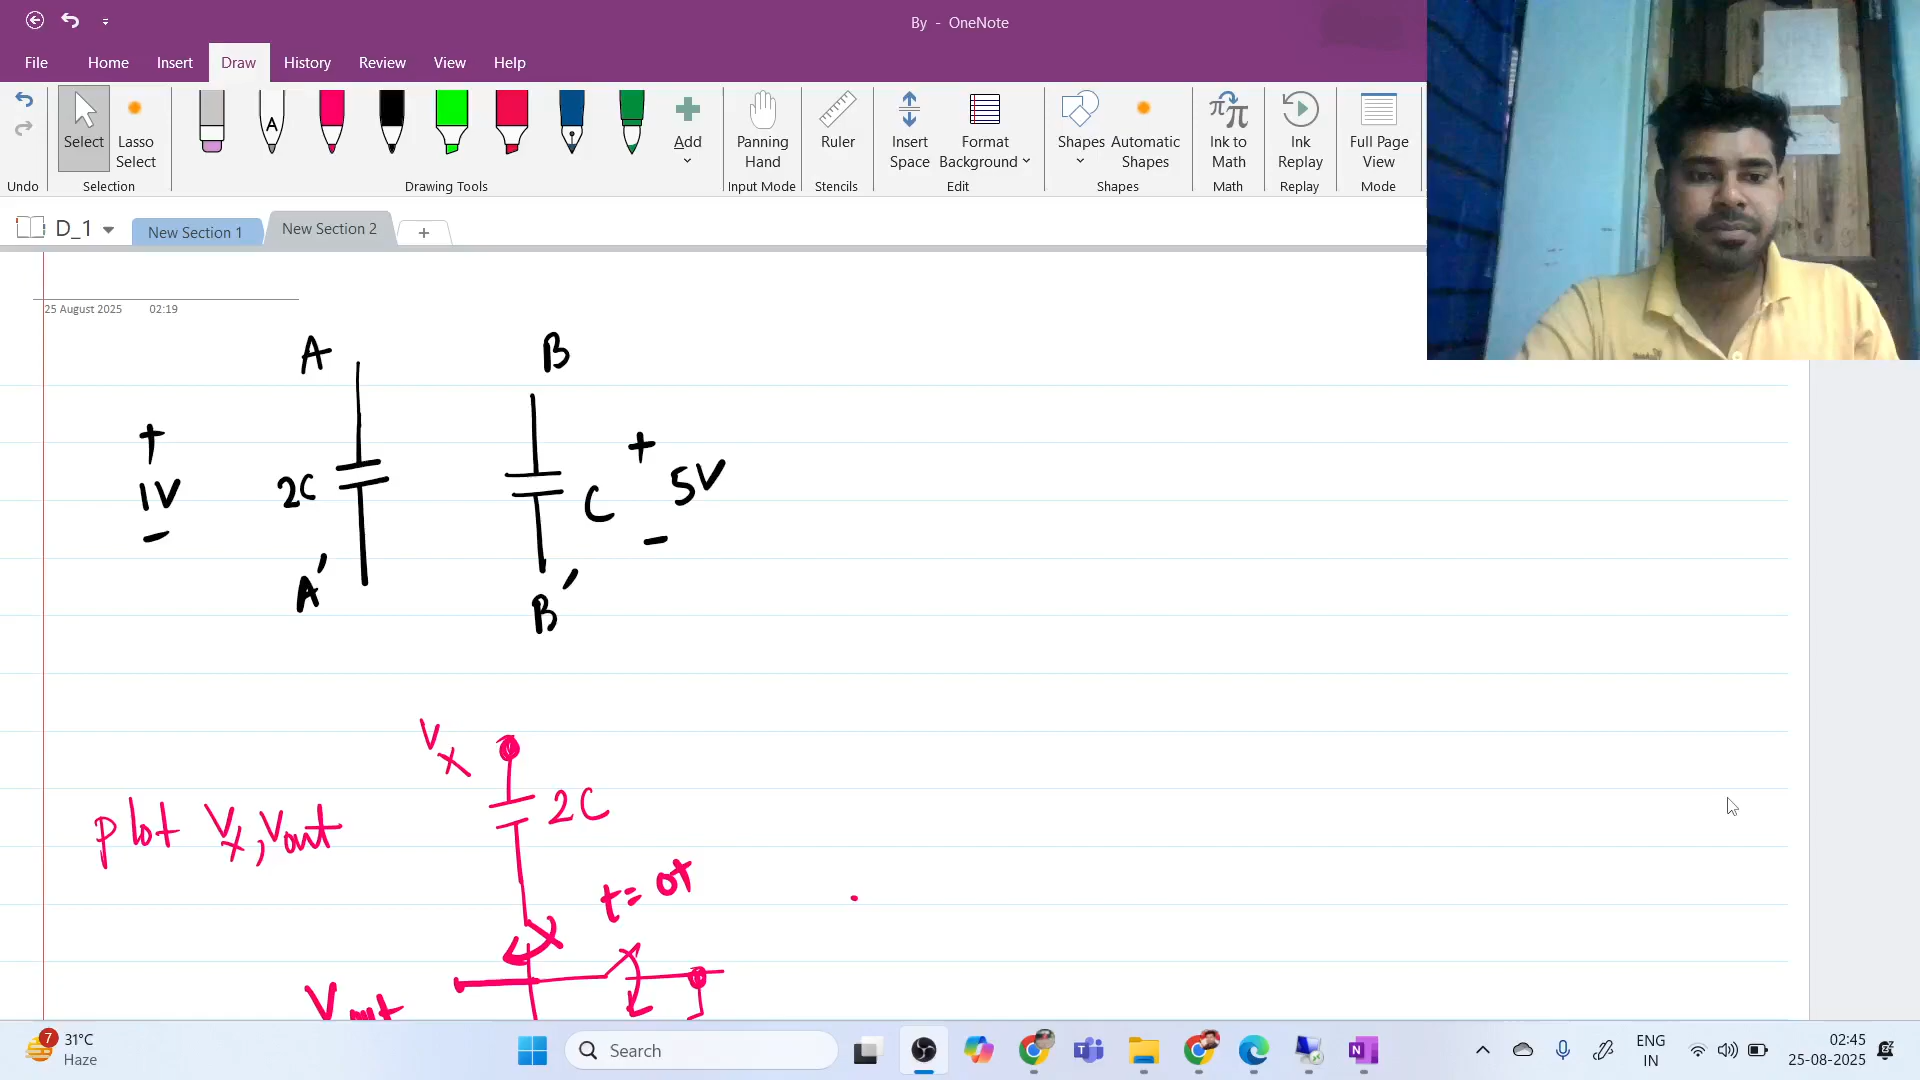 By - OneNote
File Home Insert Draw History Review View Help
Select Lasso Select A Add Panning Hand Ruler Insert Space Format Background Shapes Automatic Shapes Ink to Math Ink Replay Full Page View
Undo Selection Drawing Tools Input Mode Stencils Edit Shapes Math Replay Mode
D_1 New Section 1 New Section 2 +
25 August 2025 02:19
A B
+ +
1V 2C C 5V
- -
A' B'
Vx
2C
plot Vx, Vout
t= 0+
Vout
7 31°C
Haze
Search
ENG
IN
02:45
25-08-2025